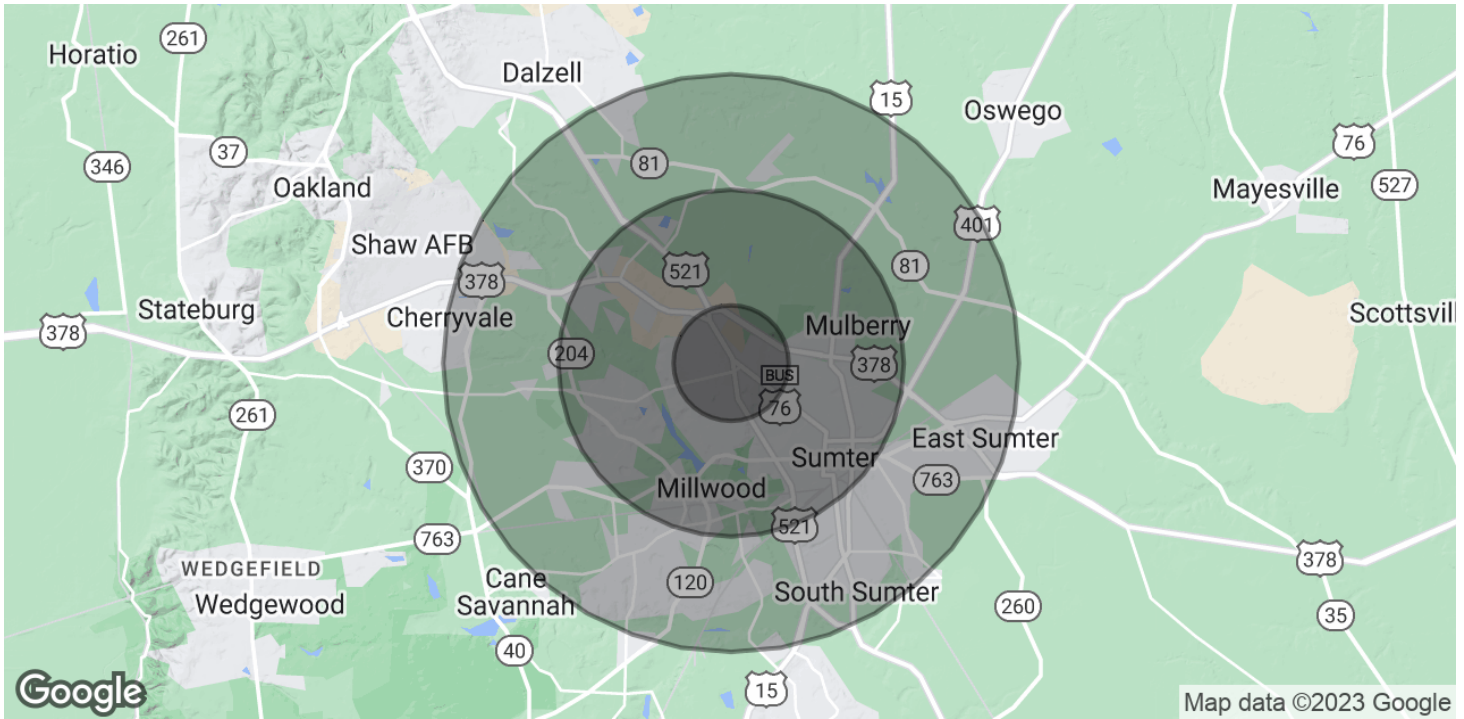 261
Horatio
Dalzell
15
Oswego
76
37
346
81
Oakland
Mayesville
527
401
Shaw AFB
521
81
378
Stateburg
Cherryvale
Mulberry
Scottsvil
378
204
378
BUS
76
261
East Sumter
Sumter
370
763
Millwood
521
763
378
WEDGEFIELD
Wedgewood
Cane
Savannah
120
South Sumter
260
35
40
15
Google
Map data ©2023 Google